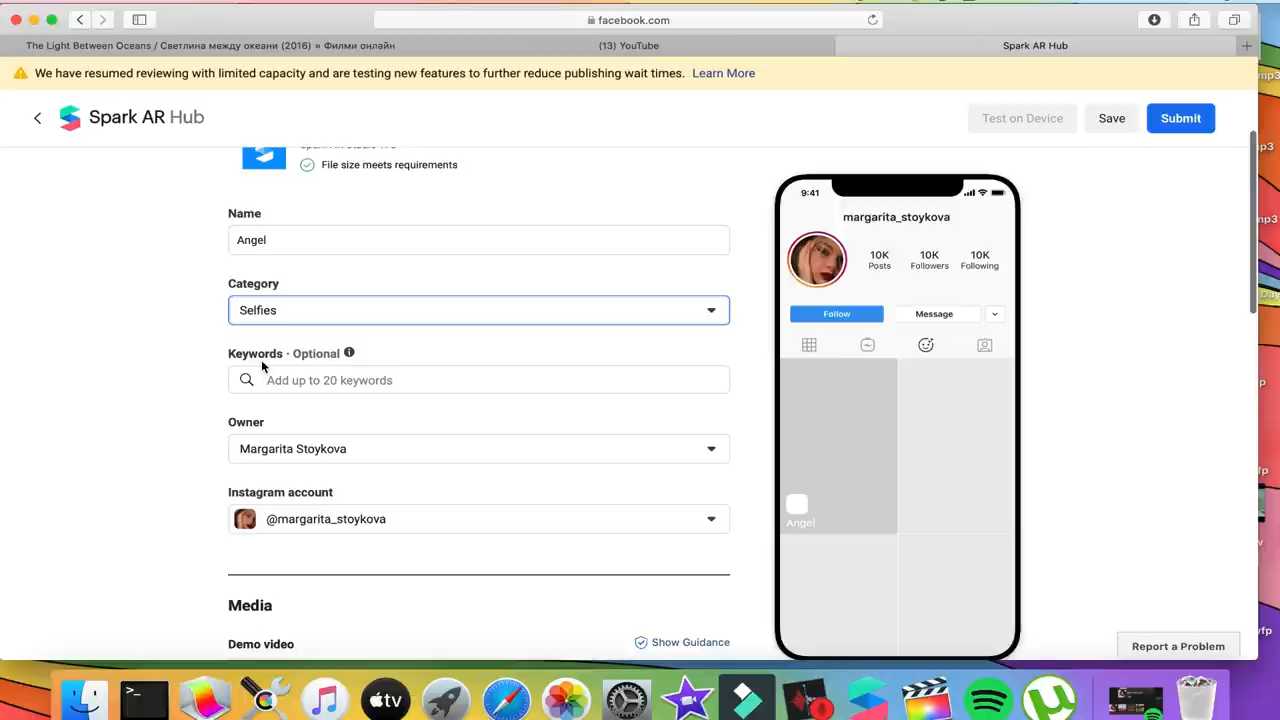 facebook.com
The Light Between Oceans / Светлина между океани (2016) » Филми онлайн
(13) YouTube
Spark AR Hub
We have resumed reviewing with limited capacity and are testing new features to further reduce publishing wait times. Learn More
Spark AR Hub
Test on Device
Save
Submit
File size meets requirements
Name
Angel
Category
Selfies
Keywords · Optional
Add up to 20 keywords
Owner
Margarita Stoykova
Instagram account
@margarita_stoykova
Media
Demo video
Show Guidance
9:41
margarita_stoykova
10K
10K
10K
Posts
Followers
Following
Follow
Message
Angel
Report a Problem
mp3
mp3
tv